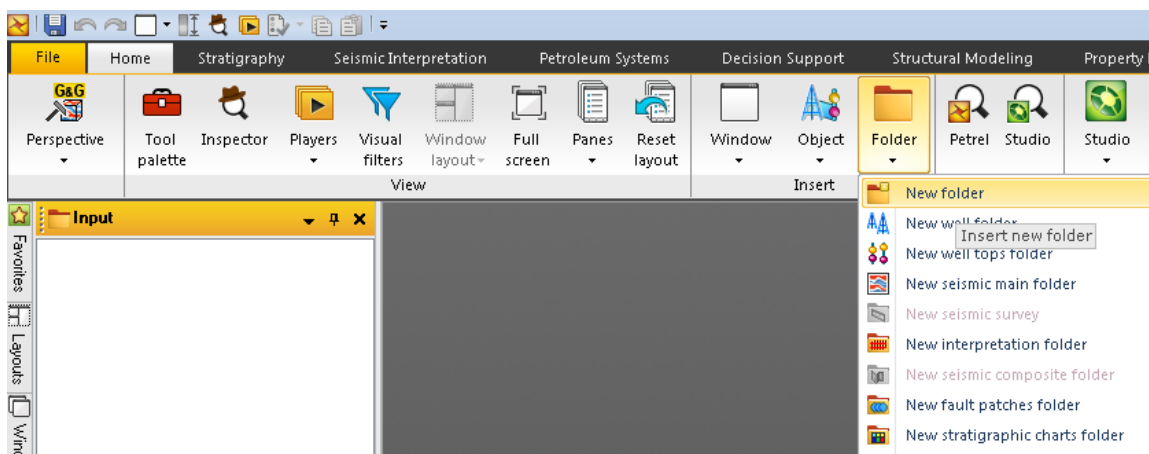 File Home Stratigraphy Seismic Interpretation Petroleum Systems Decision Support Structural Modeling Property
G&G
Perspective Tool palette Inspector Players Visual filters Window layout Full screen Panes Reset layout Window Object Folder Petrel Studio Studio
View Insert
New folder
Input
New well folder
Insert new folder
New well tops folder
New seismic main folder
New seismic survey
New interpretation folder
New seismic composite folder
New fault patches folder
New stratigraphic charts folder
Favorites
Layouts